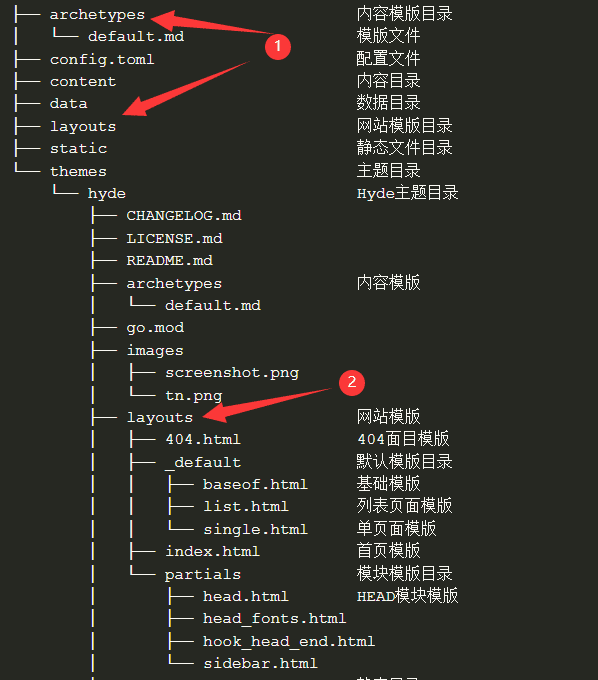 ├── archetypes 内容模版目录
│ └── default.md 模版文件
├── config.toml 配置文件
├── content 内容目录
├── data 数据目录
├── layouts 网站模版目录
├── static 静态文件目录
└── themes 主题目录
└── hyde Hyde主题目录
├── CHANGELOG.md
├── LICENSE.md
├── README.md
├── archetypes 内容模版
│ └── default.md
├── go.mod
├── images
│ ├── screenshot.png
│ └── tn.png
├── layouts 网站模版
│ ├── 404.html 404面目模版
│ ├── _default 默认模版目录
│ │ ├── baseof.html 基础模版
│ │ ├── list.html 列表页面模版
│ │ └── single.html 单页面模版
│ ├── index.html 首页模版
│ └── partials 模块模版目录
│ ├── head.html HEAD模块模版
│ ├── head_fonts.html
│ ├── hook_head_end.html
│ └── sidebar.html
1
2